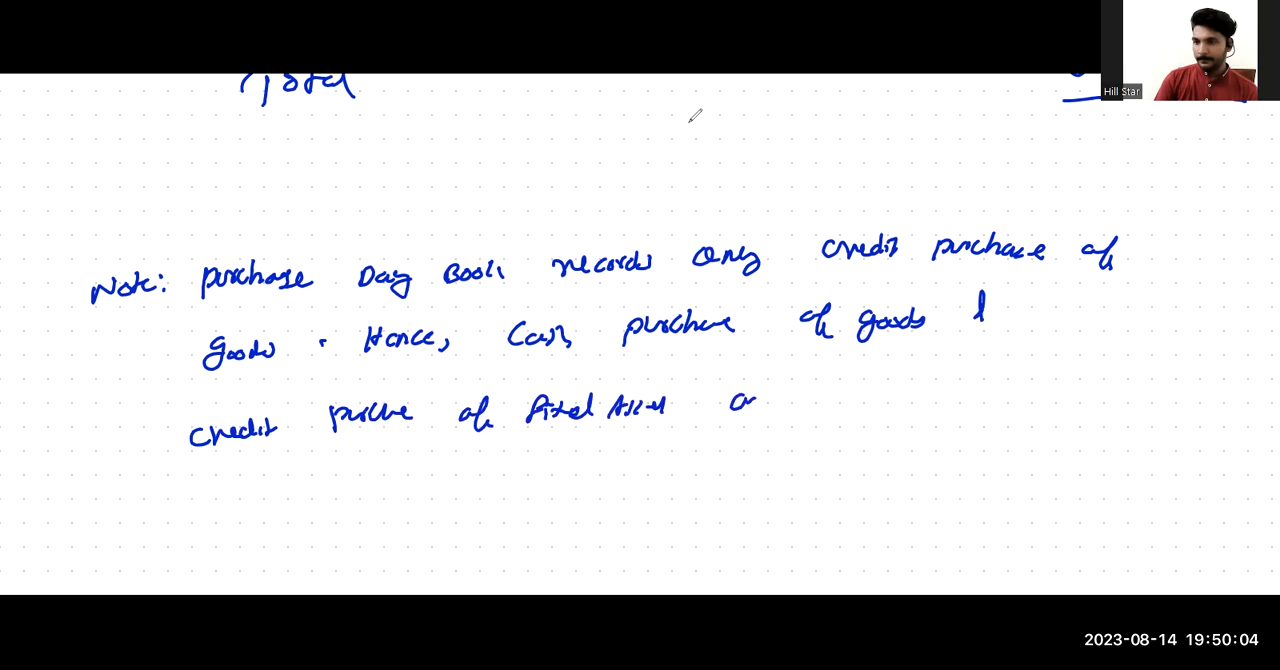 Total
Hill Star
Note: purchase Day Book records only credit purchase of
goods . Hence, Cash purchase of goods &
credit purche of fixed Asset a
2023-08-14 19:50:04